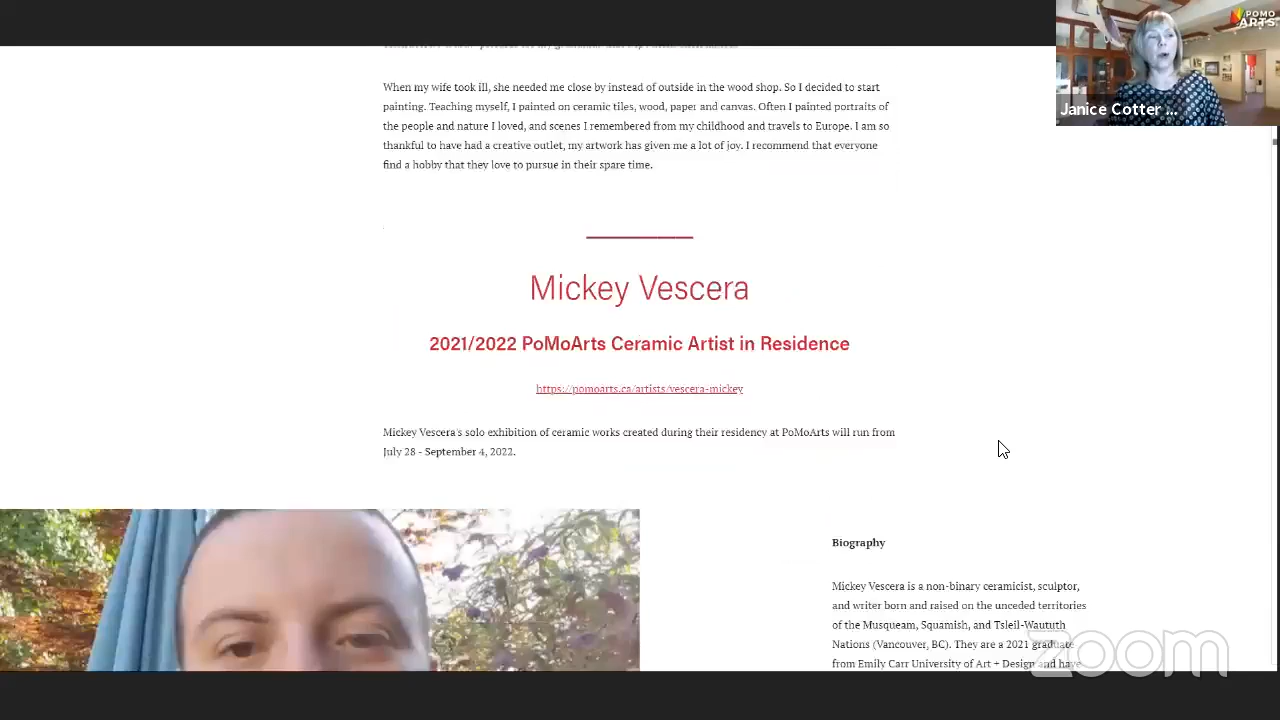 POMO
ARTS
Janice Cotter ...
When my wife took ill, she needed me close by instead of outside in the wood shop. So I decided to start
painting. Teaching myself, I painted on ceramic tiles, wood, paper and canvas. Often I painted portraits of
the people and nature I loved, and scenes I remembered from my childhood and travels to Europe. I am so
thankful to have had a creative outlet, my artwork has given me a lot of joy. I recommend that everyone
find a hobby that they love to pursue in their spare time.
Mickey Vescera
2021/2022 PoMoArts Ceramic Artist in Residence
https://pomoarts.ca/artists/vescera-mickey
Mickey Vescera's solo exhibition of ceramic works created during their residency at PoMoArts will run from
July 28 - September 4, 2022.
Biography
Mickey Vescera is a non-binary ceramicist, sculptor,
and writer born and raised on the unceded territories
of the Musqueam, Squamish, and Tsleil-Waututh
Nations (Vancouver, BC). They are a 2021 graduate
from Emily Carr University of Art + Design and have
zoom